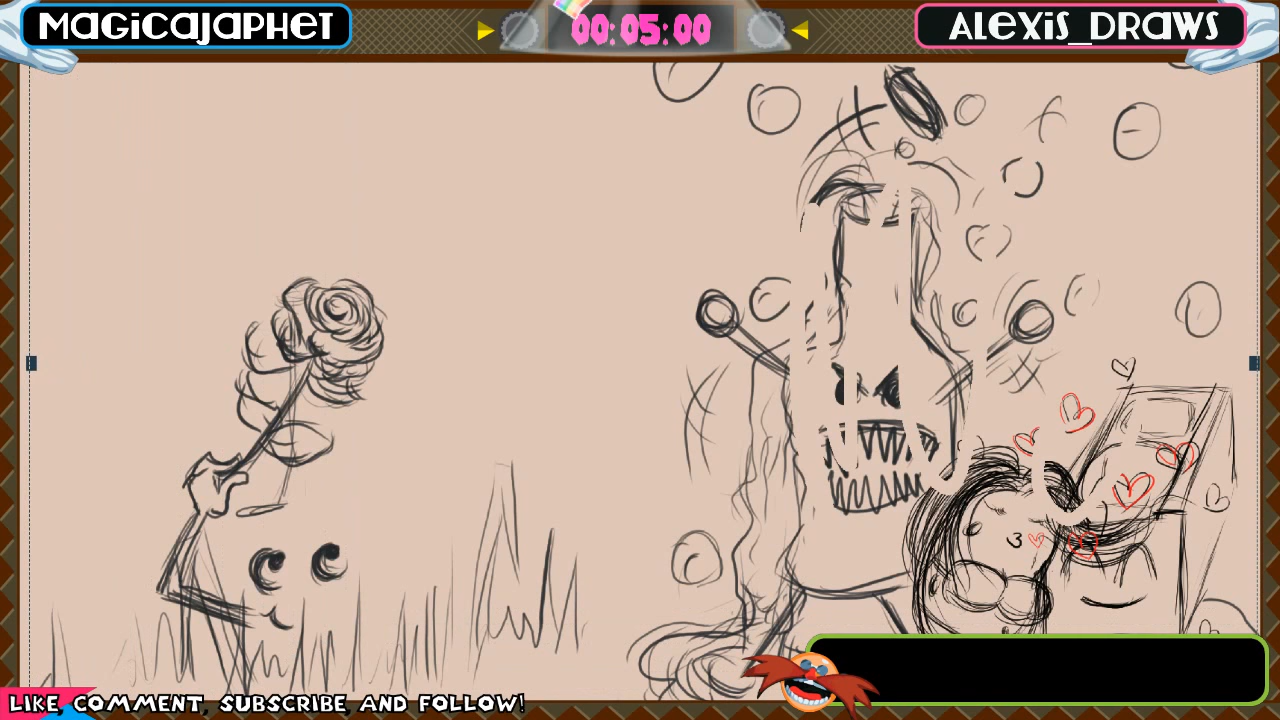 MAGICAJAPHET
00:05:00
ALEXIS_DRAWS
LIKE, COMMENT, SUBSCRIBE AND FOLLOW!